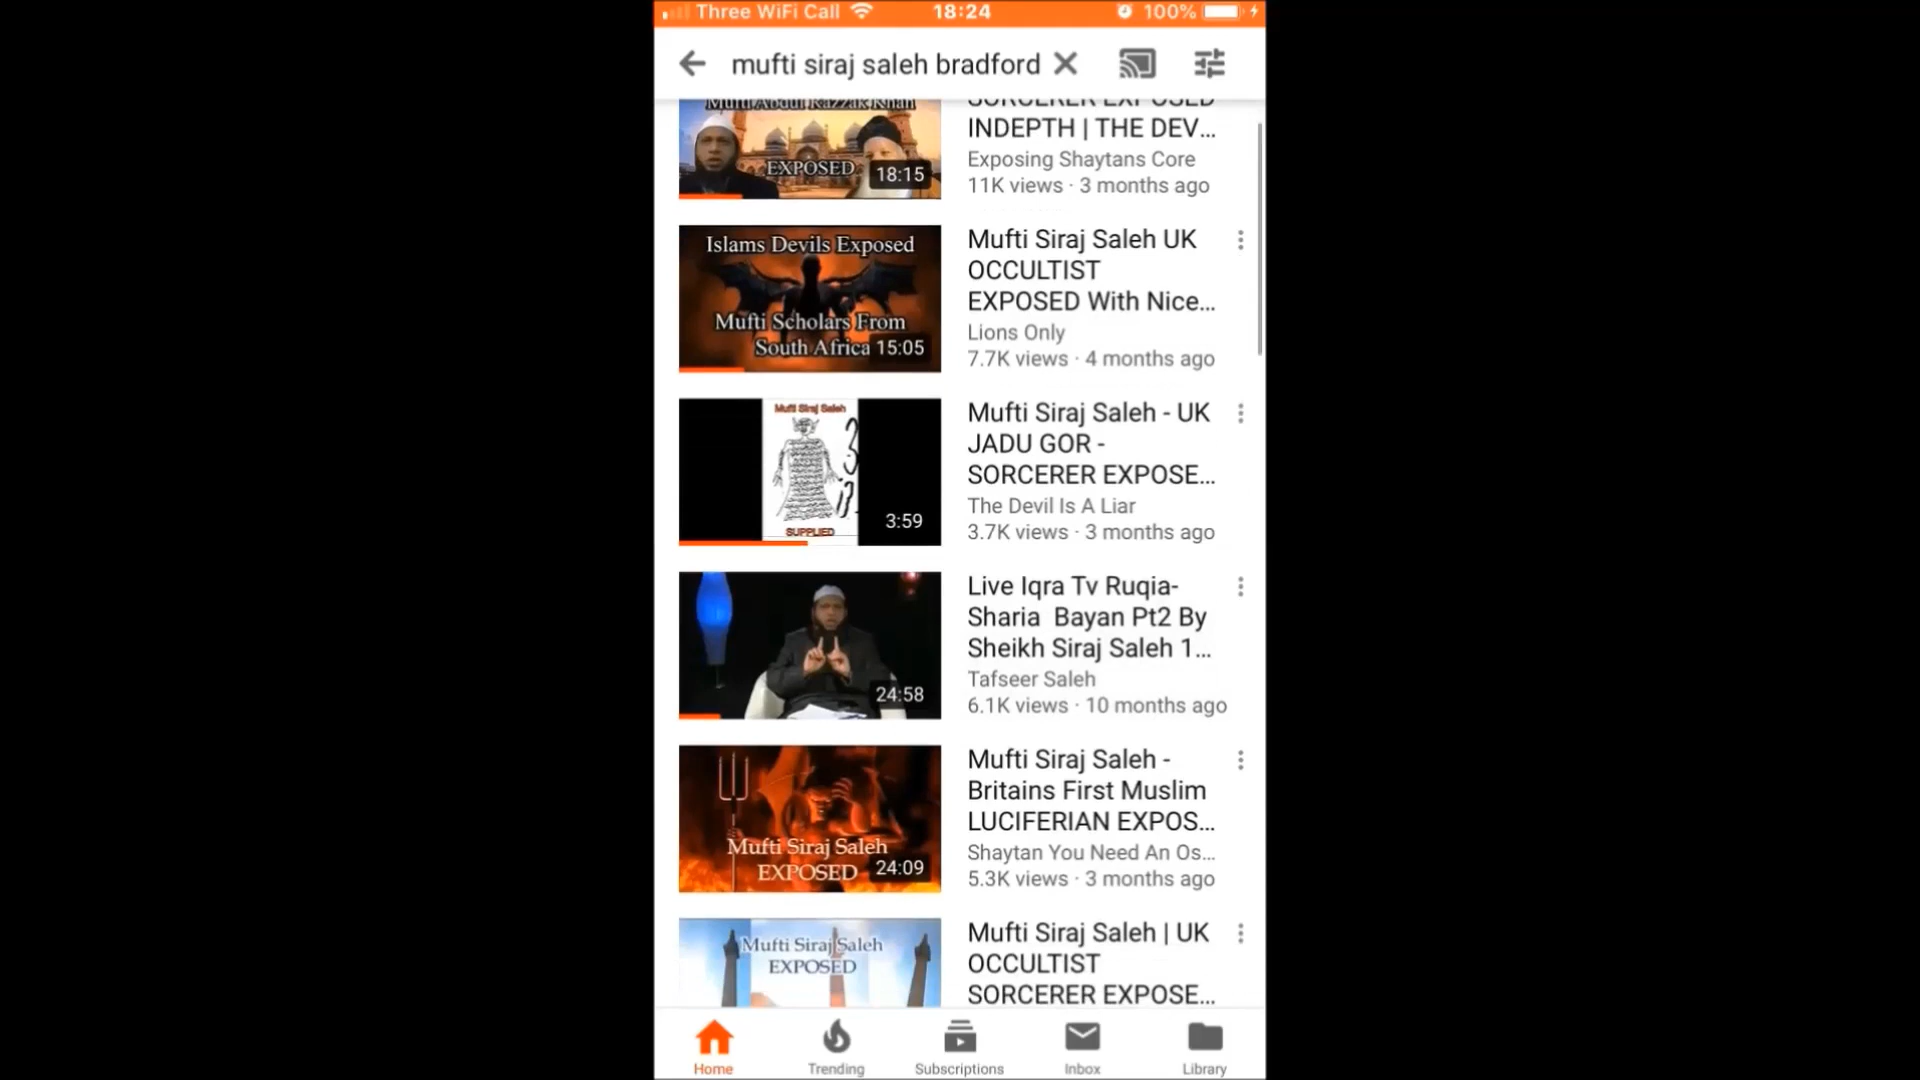 Three WiFi Call
18:24
100%
mufti siraj saleh bradford
Mufti Abdul Razzak Khan
EXPOSED
18:15
SORCERER EXPOSED
INDEPTH | THE DEV...
Exposing Shaytans Core
11K views · 3 months ago
Islams Devils Exposed
Mufti Scholars From
South Africa
15:05
Mufti Siraj Saleh UK
OCCULTIST
EXPOSED With Nice...
Lions Only
7.7K views · 4 months ago
Mufti Siraj Saleh
SUPPLIED
3:59
Mufti Siraj Saleh - UK
JADU GOR -
SORCERER EXPOSE...
The Devil Is A Liar
3.7K views · 3 months ago
24:58
Live Iqra Tv Ruqia-
Sharia Bayan Pt2 By
Sheikh Siraj Saleh 1...
Tafseer Saleh
6.1K views · 10 months ago
Mufti Siraj Saleh
EXPOSED
24:09
Mufti Siraj Saleh -
Britains First Muslim
LUCIFERIAN EXPOS...
Shaytan You Need An Os...
5.3K views · 3 months ago
Mufti Siraj Saleh
EXPOSED
Mufti Siraj Saleh | UK
OCCULTIST
SORCERER EXPOSE...
Home
Trending
Subscriptions
Inbox
Library